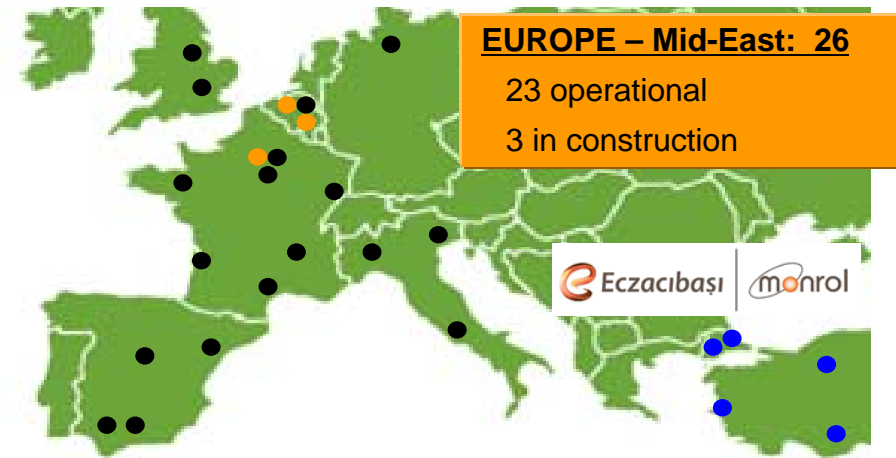 EUROPE – Mid-East: 26
23 operational
3 in construction
Eczacıbaşı monrol